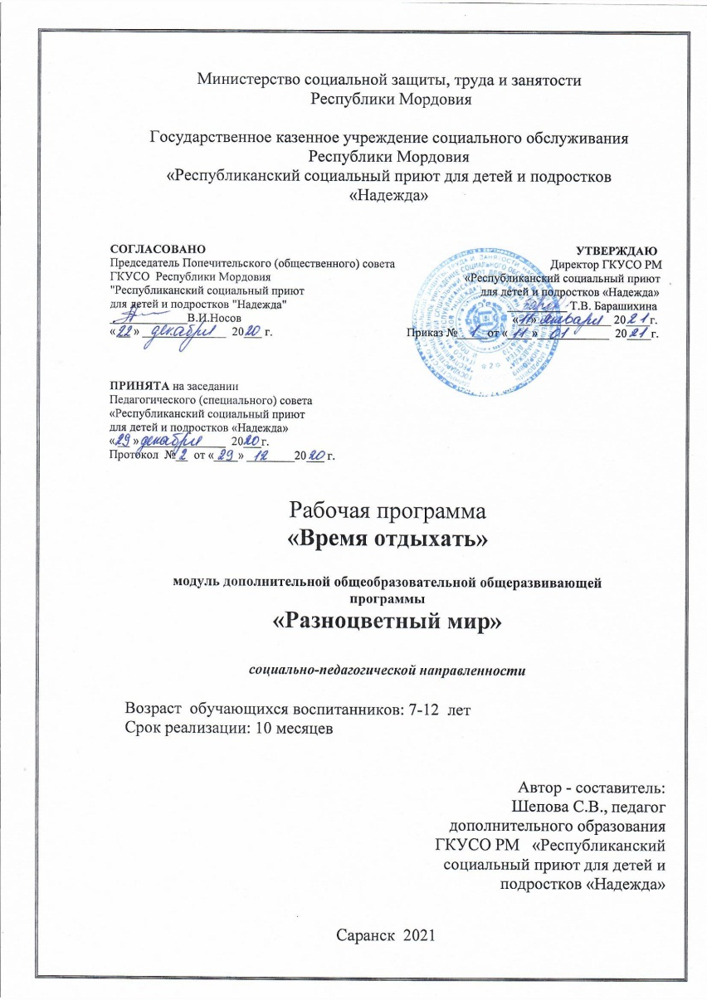 Министерство социальной защиты, труда и занятости
Республики Мордовия
Государственное казенное учреждение социального обслуживания
Республики Мордовия
«Республиканский социальный приют для детей и подростков
«Надежда»
СОГЛАСОВАНО
Председатель Попечительского (общественного) совета
ГКУСО Республики Мордовия
"Республиканский социальный приют
для детей и подростков "Надежда"
В.И.Носов
«22» декабря 2020 г.
УТВЕРЖДАЮ
Директор ГКУСО РМ
«Республиканский социальный приют
для детей и подростков «Надежда»
Т.В. Барашихина
«11» января 2021 г.
Приказ № 1 от « 11 » 01 2021 г.
ПРИНЯТА на заседании
Педагогического (специального) совета
«Республиканский социальный приют
для детей и подростков «Надежда»
«29» декабря 2020 г.
Протокол № 2 от « 29 » 12 2020 г.
Рабочая программа
«Время отдыхать»
модуль дополнительной общеобразовательной общеразвивающей
программы
«Разноцветный мир»
социально-педагогической направленности
Возраст обучающихся воспитанников: 7-12 лет
Срок реализации: 10 месяцев
Автор - составитель:
Шепова С.В., педагог
дополнительного образования
ГКУСО РМ «Республиканский
социальный приют для детей и
подростков «Надежда»
Саранск 2021